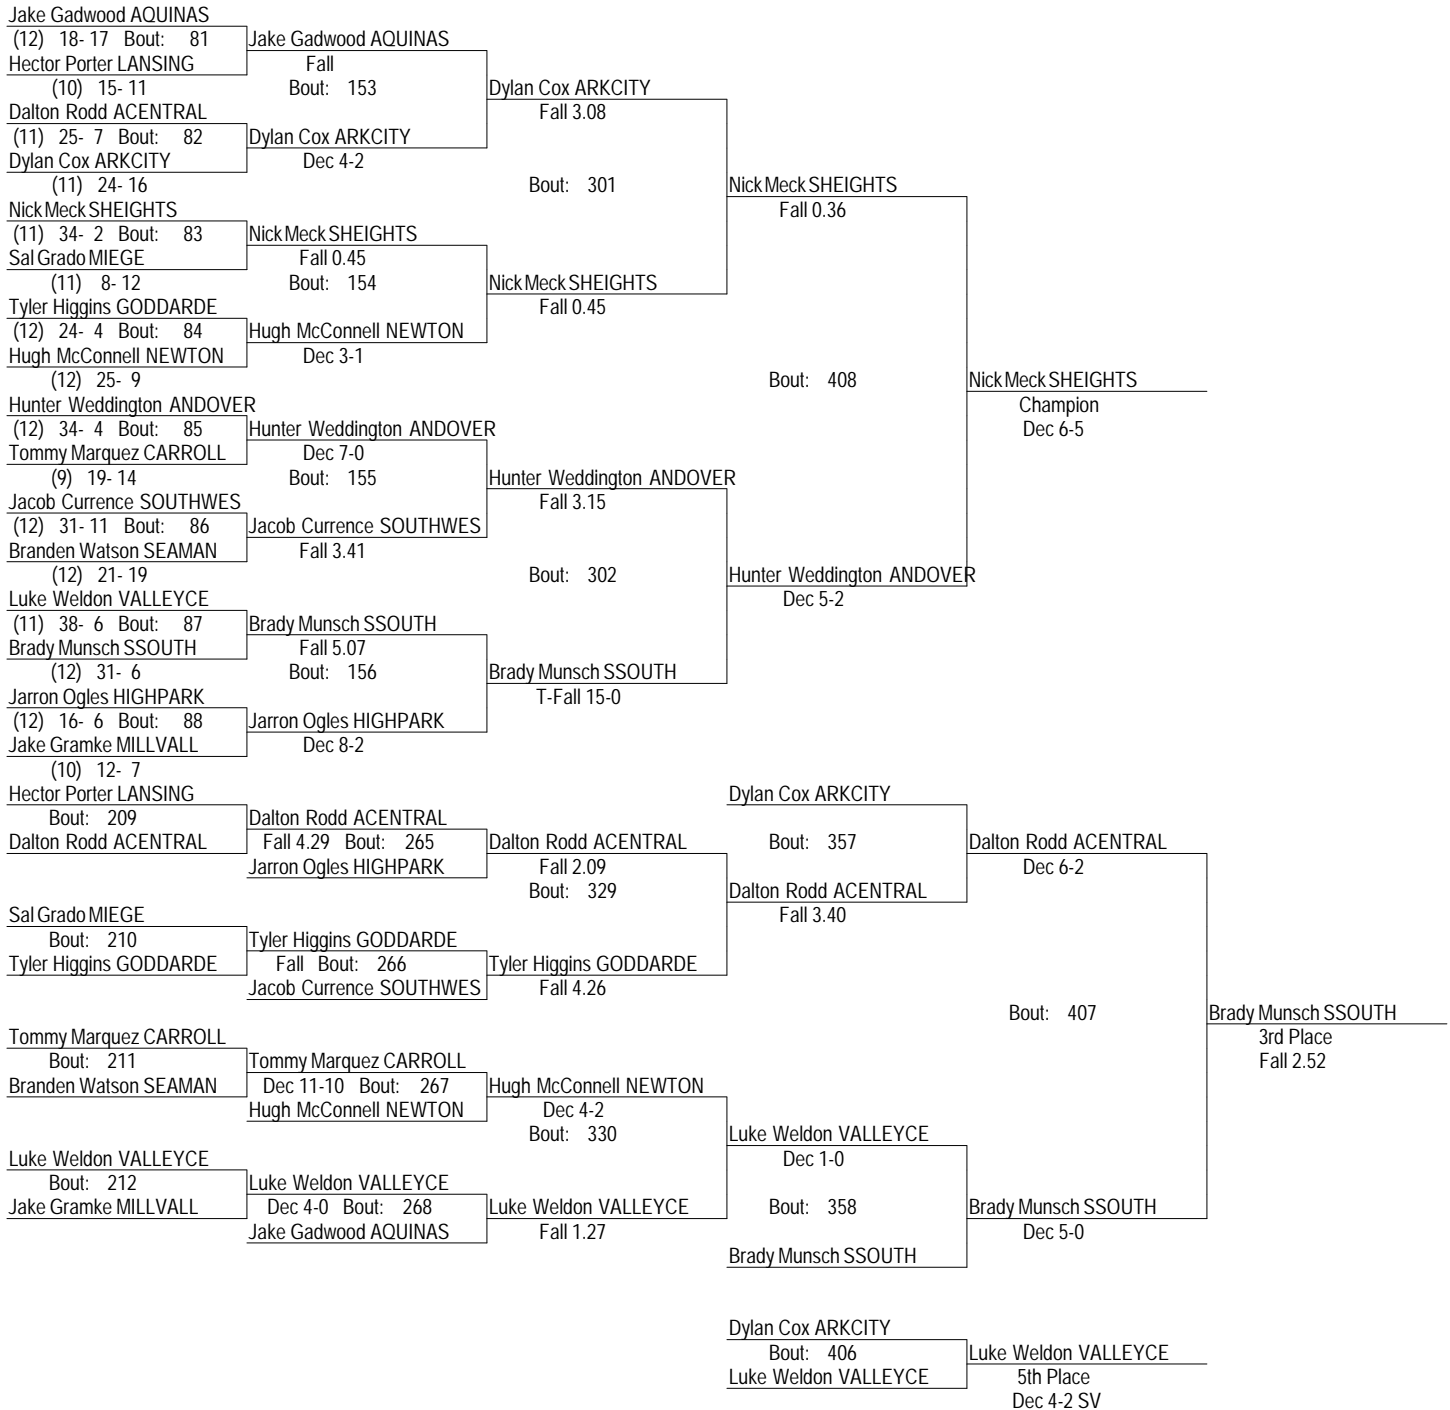 Jake Gadwood AQUINAS
(12) 18- 17 Bout: 81
Hector Porter LANSING
(10) 15- 11
Dalton Rodd ACENTRAL
(11) 25- 7 Bout: 82
Dylan Cox ARKCITY
(11) 24- 16
Nick Meck SHEIGHTS
(11) 34- 2 Bout: 83
Sal Grado MIEGE
(11) 8- 12
Tyler Higgins GODDARDE
(12) 24- 4 Bout: 84
Hugh McConnell NEWTON
(12) 25- 9
Hunter Weddington ANDOVER
(12) 34- 4 Bout: 85
Tommy Marquez CARROLL
(9) 19- 14
Jacob Currence SOUTHWES
(12) 31- 11 Bout: 86
Branden Watson SEAMAN
(12) 21- 19
Luke Weldon VALLEYCE
(11) 38- 6 Bout: 87
Brady Munsch SSOUTH
(12) 31- 6
Jarron Ogles HIGHPARK
(12) 16- 6 Bout: 88
Jake Gramke MILLVALL
(10) 12- 7
Jake Gadwood AQUINAS
Fall
Bout: 153
Dylan Cox ARKCITY
Dec 4-2
Nick Meck SHEIGHTS
Fall 0.45
Bout: 154
Hugh McConnell NEWTON
Dec 3-1
Hunter Weddington ANDOVER
Dec 7-0
Bout: 155
Jacob Currence SOUTHWES
Fall 3.41
Brady Munsch SSOUTH
Fall 5.07
Bout: 156
Jarron Ogles HIGHPARK
Dec 8-2
Dylan Cox ARKCITY
Fall 3.08
Bout: 301
Nick Meck SHEIGHTS
Fall 0.45
Hunter Weddington ANDOVER
Fall 3.15
Bout: 302
Brady Munsch SSOUTH
T-Fall 15-0
Nick Meck SHEIGHTS
Fall 0.36
Bout: 408
Hunter Weddington ANDOVER
Dec 5-2
Nick Meck SHEIGHTS
Champion
Dec 6-5
Hector Porter LANSING
Bout: 209
Dalton Rodd ACENTRAL
Sal Grado MIEGE
Bout: 210
Tyler Higgins GODDARDE
Tommy Marquez CARROLL
Bout: 211
Branden Watson SEAMAN
Luke Weldon VALLEYCE
Bout: 212
Jake Gramke MILLVALL
Dalton Rodd ACENTRAL
Fall 4.29 Bout: 265
Jarron Ogles HIGHPARK
Tyler Higgins GODDARDE
Fall Bout: 266
Jacob Currence SOUTHWES
Tommy Marquez CARROLL
Dec 11-10 Bout: 267
Hugh McConnell NEWTON
Luke Weldon VALLEYCE
Dec 4-0 Bout: 268
Jake Gadwood AQUINAS
Dalton Rodd ACENTRAL
Fall 2.09
Bout: 329
Tyler Higgins GODDARDE
Fall 4.26
Hugh McConnell NEWTON
Dec 4-2
Bout: 330
Luke Weldon VALLEYCE
Fall 1.27
Dylan Cox ARKCITY
Bout: 357
Dalton Rodd ACENTRAL
Fall 3.40
Luke Weldon VALLEYCE
Dec 1-0
Bout: 358
Brady Munsch SSOUTH
Dalton Rodd ACENTRAL
Dec 6-2
Bout: 407
Brady Munsch SSOUTH
Dec 5-0
Brady Munsch SSOUTH
3rd Place
Fall 2.52
Dylan Cox ARKCITY
Bout: 406
Luke Weldon VALLEYCE
Luke Weldon VALLEYCE
5th Place
Dec 4-2 SV